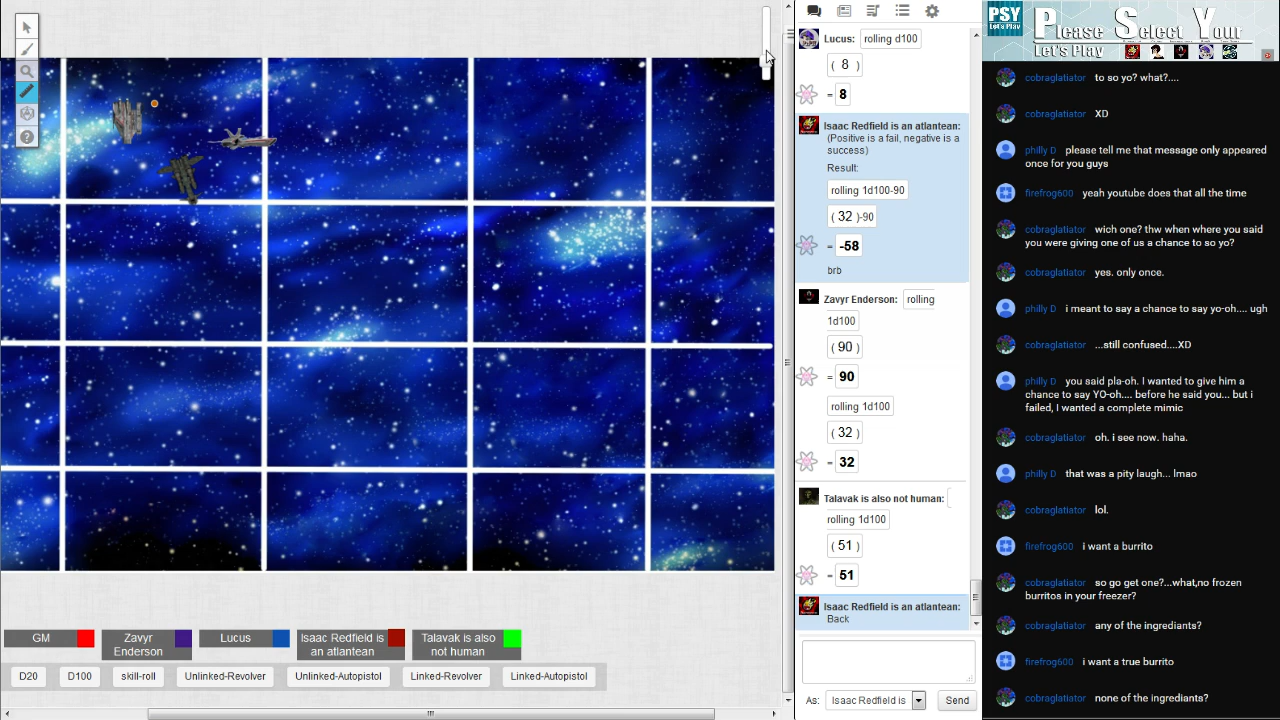 Lucus: rolling d100
( 8 )
= 8
Isaac Redfield is an atlantean:
(Positive is a fail, negative is a
success)
Result:
rolling 1d100-90
( 32 )-90
= -58
brb
Zavyr Enderson: rolling
1d100
( 90 )
= 90
rolling 1d100
( 32 )
= 32
Talavak is also not human:
rolling 1d100
( 51 )
= 51
Isaac Redfield is an atlantean:
Back
As: Isaac Redfield is Send
GM
Zavyr
Enderson
Lucus
Isaac Redfield is
an atlantean
Talavak is also
not human
D20 D100 skill-roll Unlinked-Revolver Unlinked-Autopistol Linked-Revolver Linked-Autopistol
PSY
Let's Play
Please Select Your
Let's Play
cobraglatiator to so yo? what?....
cobraglatiator XD
philly D please tell me that message only appeared
once for you guys
firefrog600 yeah youtube does that all the time
cobraglatiator wich one? thw when where you said
you were giving one of us a chance to so yo?
cobraglatiator yes. only once.
philly D i meant to say a chance to say yo-oh.... ugh
cobraglatiator ...still confused....XD
philly D you said pla-oh. I wanted to give him a
chance to say YO-oh.... before he said you... but i
failed, I wanted a complete mimic
cobraglatiator oh. i see now. haha.
philly D that was a pity laugh... lmao
cobraglatiator lol.
firefrog600 i want a burrito
cobraglatiator so go get one?...what,no frozen
burritos in your freezer?
cobraglatiator any of the ingrediants?
firefrog600 i want a true burrito
cobraglatiator none of the ingrediants?